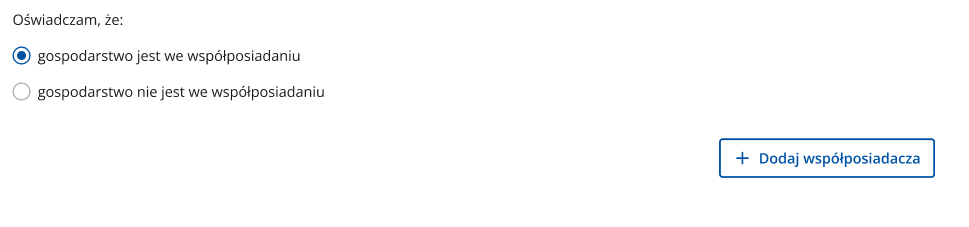 Oświadczam, że:
gospodarstwo jest we współposiadaniu
gospodarstwo nie jest we współposiadaniu
+ Dodaj współposiadacza